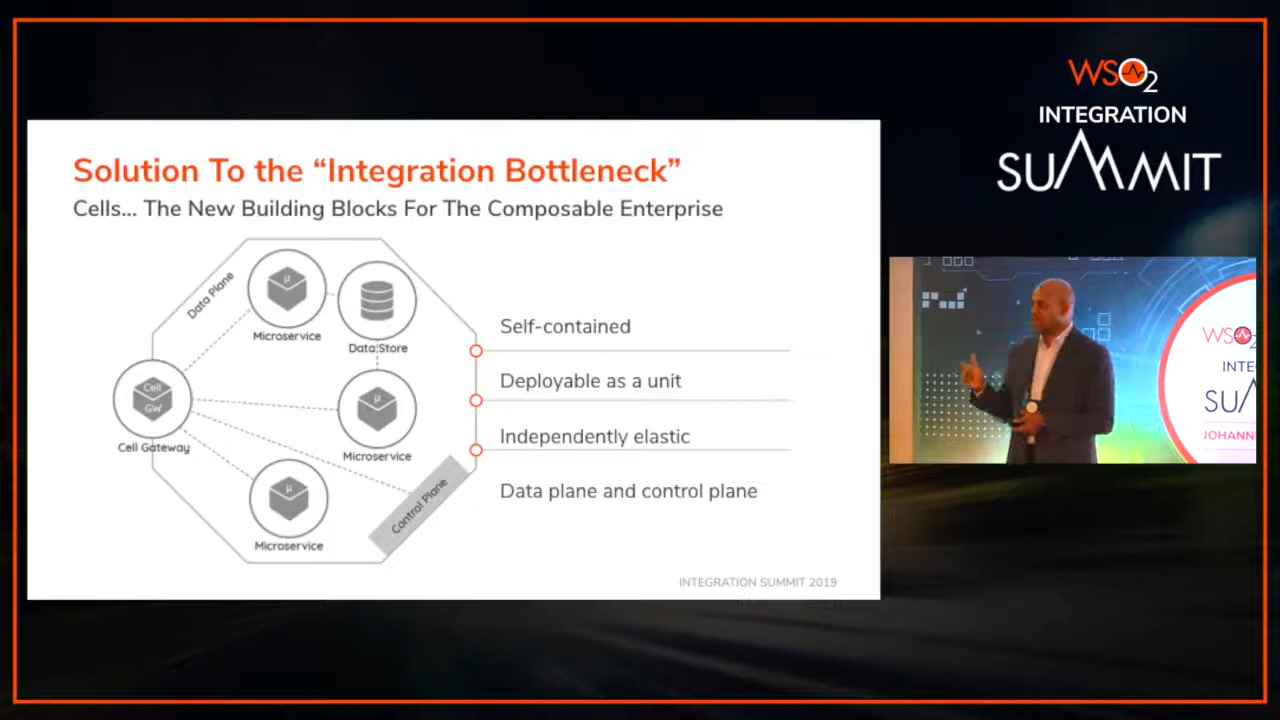 WSO2
INTEGRATION
SUMMIT
Solution To the “Integration Bottleneck”
Cells... The New Building Blocks For The Composable Enterprise
Data Plane
μ
Microservice
Data Store
Cell
GW
Cell Gateway
μ
Microservice
μ
Microservice
Control Plane
Self-contained
Deployable as a unit
Independently elastic
Data plane and control plane
INTEGRATION SUMMIT 2019
WSO2
INTE
SU
JOHANN